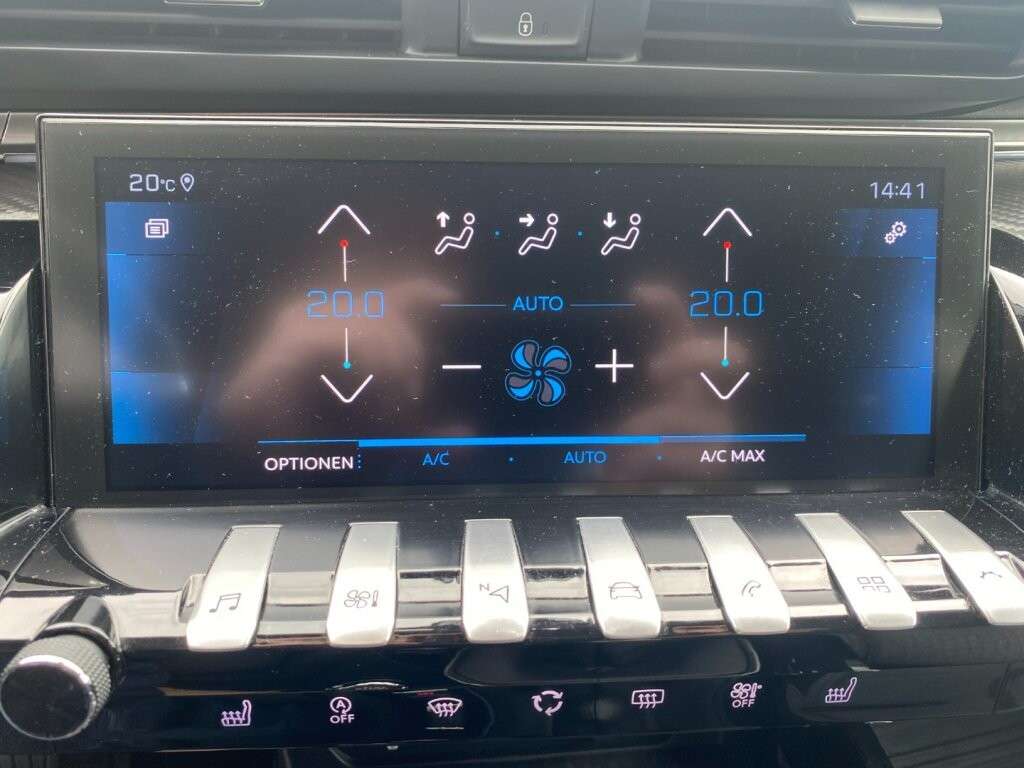 20°C
14:41
20.0
AUTO
20.0
OPTIONEN
A/C
AUTO
A/C MAX
N
A
OFF
OFF